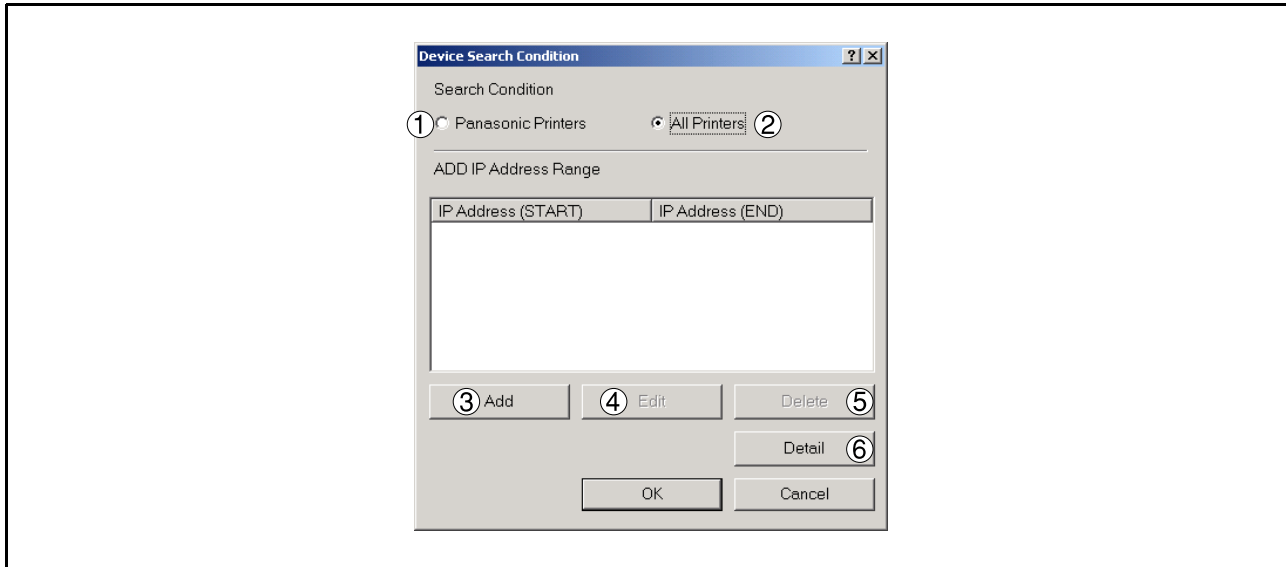 Device Search Condition
Search Condition
① Panasonic Printers ② All Printers
ADD IP Address Range
IP Address (START) IP Address (END)
③ Add ④ Edit Delete ⑤
Detail ⑥
OK Cancel